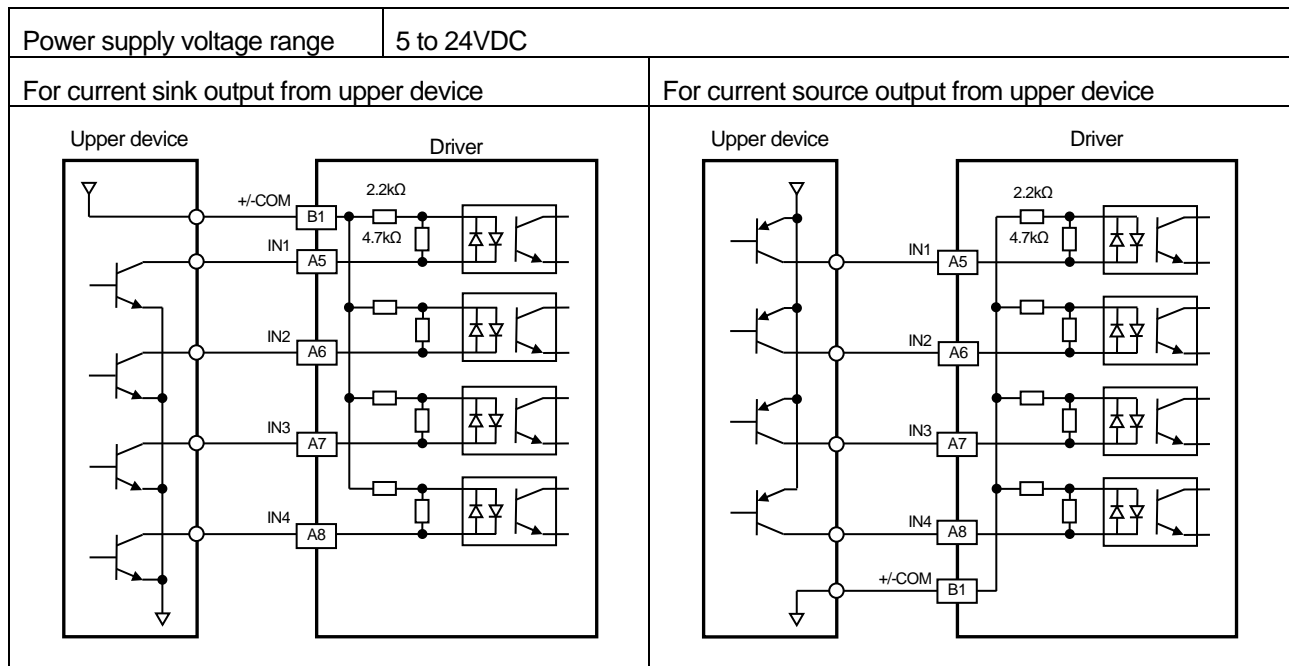 Power supply voltage range
5 to 24VDC
For current sink output from upper device
For current source output from upper device
Upper device
Driver
+/-COM
B1
2.2kΩ
4.7kΩ
IN1
A5
IN2
A6
IN3
A7
IN4
A8
Upper device
Driver
2.2kΩ
4.7kΩ
IN1
A5
IN2
A6
IN3
A7
IN4
A8
+/-COM
B1